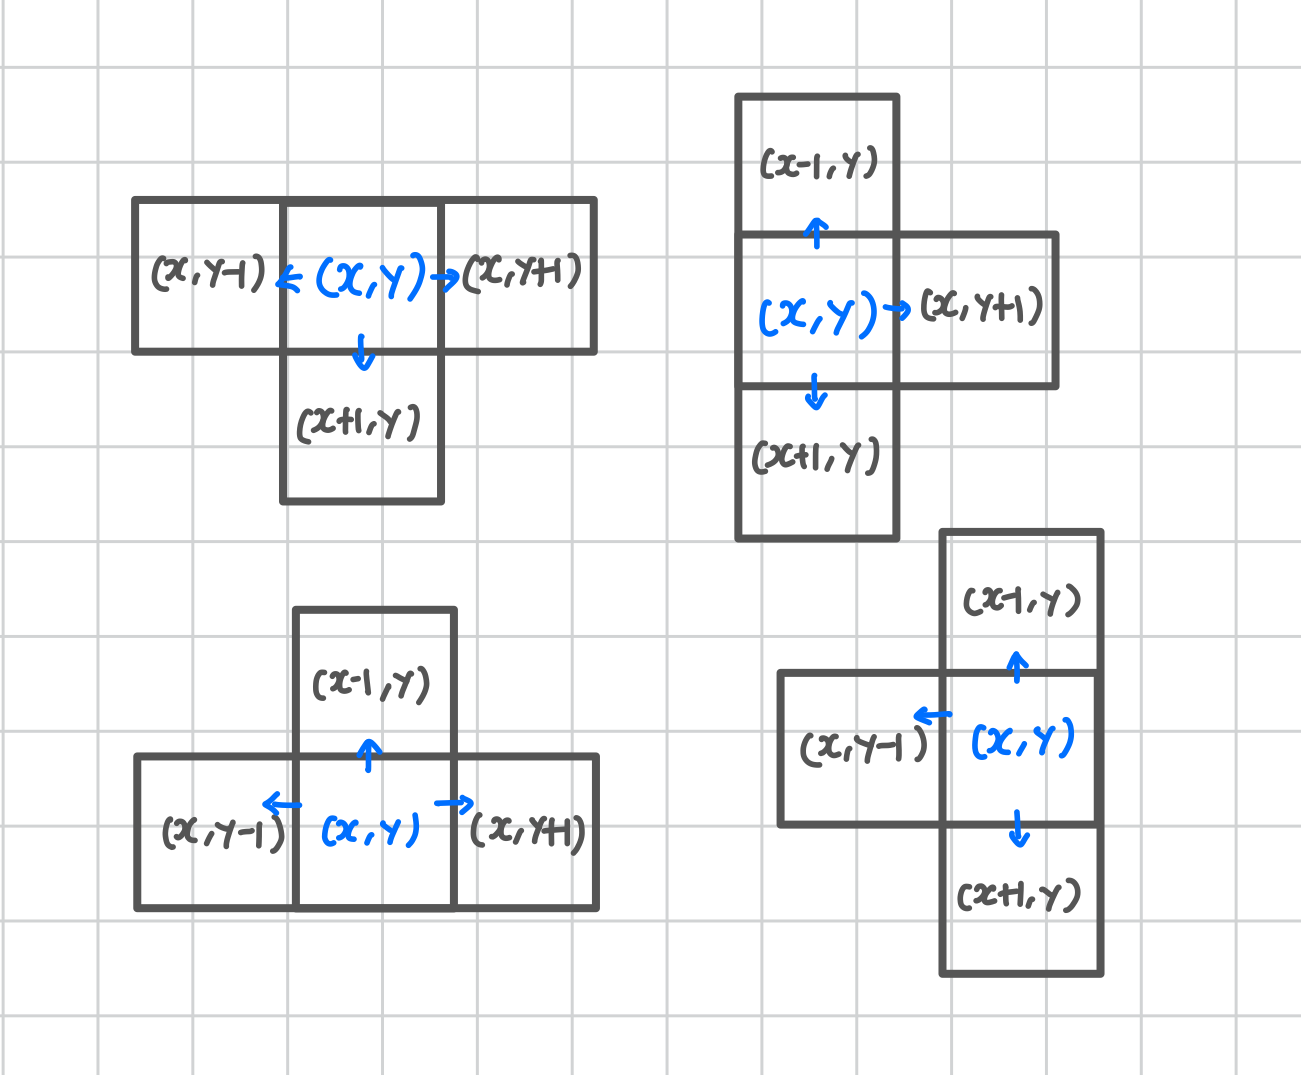 (x,y-1) (x,y) (x,y+1)
(x+1,y)
(x-1,y)
(x,y) (x,y+1)
(x+1,y)
(x-1,y)
(x,y-1) (x,y) (x,y+1)
(x-1,y)
(x,y-1) (x,y)
(x+1,y)